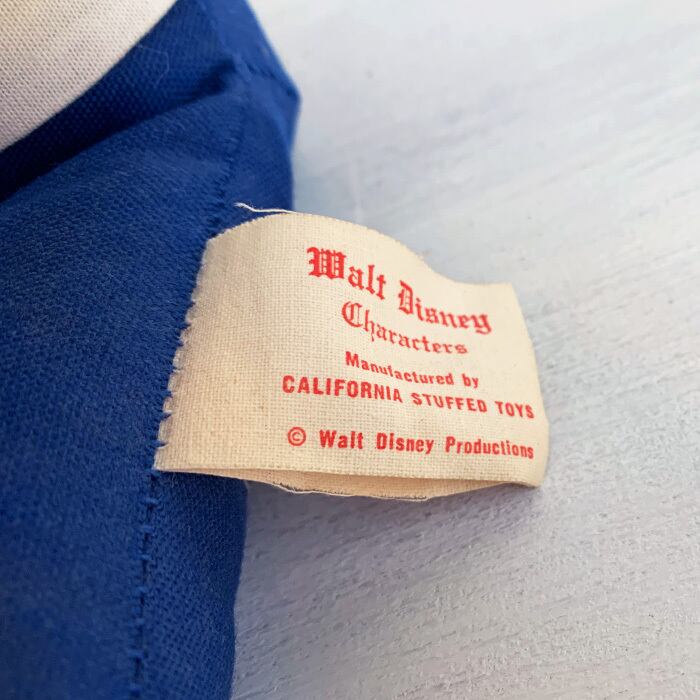 Walt Disney
Characters
Manufactured by
CALIFORNIA STUFFED TOYS
© Walt Disney Productions